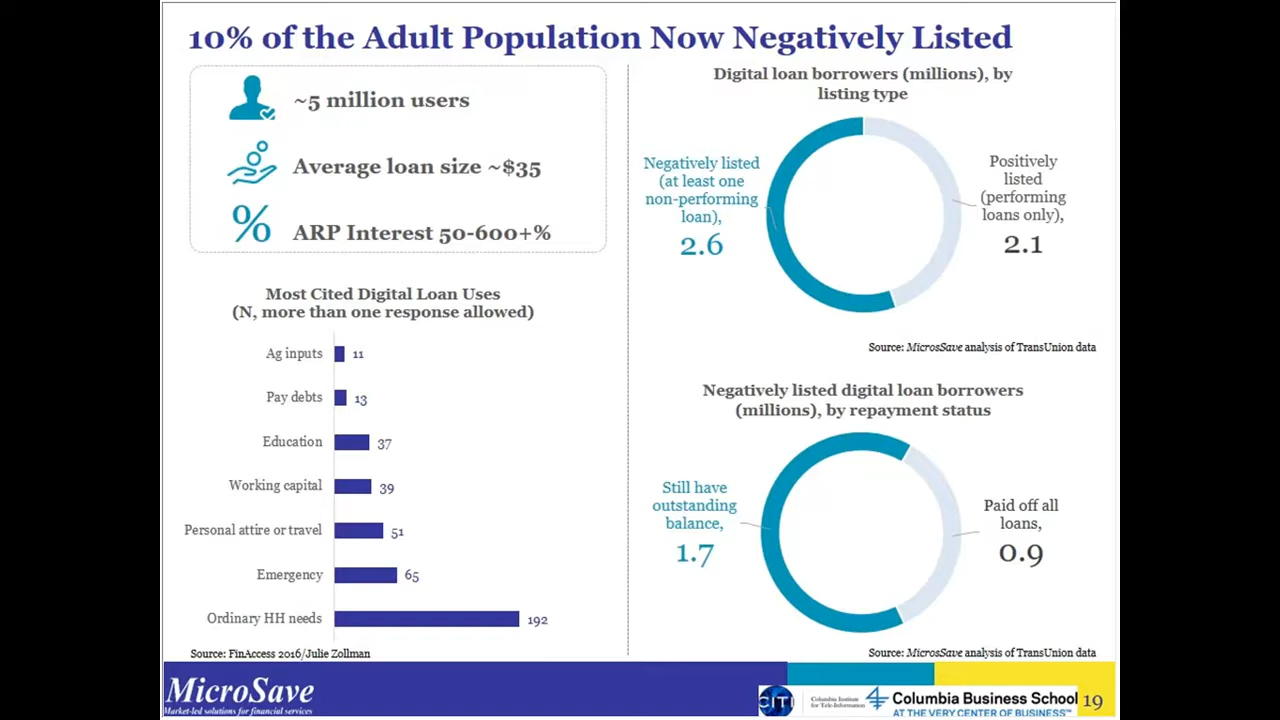 10% of the Adult Population Now Negatively Listed
~5 million users
Average loan size ~$35
%
ARP Interest 50-600+%
Most Cited Digital Loan Uses
(N, more than one response allowed)
Ag inputs 11
Pay debts 13
Education 37
Working capital 39
Personal attire or travel 51
Emergency 65
Ordinary HH needs 192
Source: FinAccess 2016/Julie Zollman
Digital loan borrowers (millions), by
listing type
Negatively listed
(at least one
non-performing
loan),
2.6
Positively
listed
(performing
loans only),
2.1
Source: MicrosSave analysis of TransUnion data
Negatively listed digital loan borrowers
(millions), by repayment status
Still have
outstanding
balance,
1.7
Paid off all
loans,
0.9
Source: MicrosSave analysis of TransUnion data
MicroSave
Market-led solutions for financial services
CITI
Columbia Institute
for Tele-Information
Columbia Business School
AT THE VERY CENTER OF BUSINESS™
19